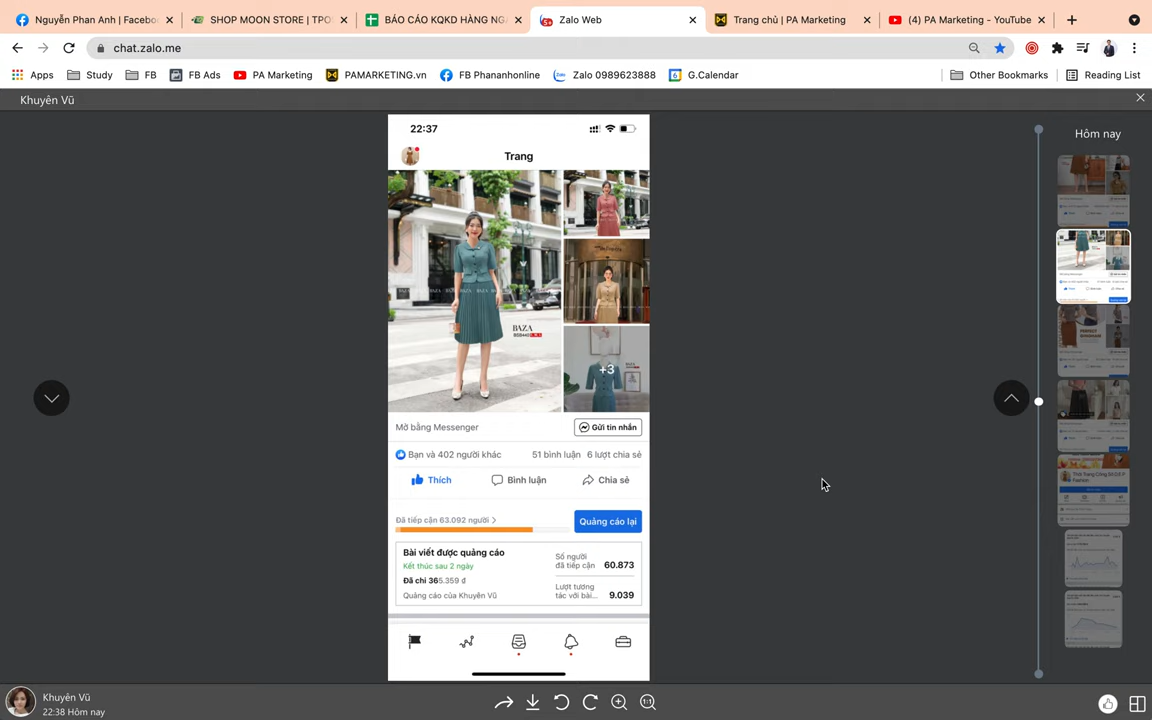 Nguyễn Phan Anh | Facebo
SHOP MOON STORE | TPO
BÁO CÁO KQKD HÀNG NG
Zalo Web
Trang chủ | PA Marketing
(4) PA Marketing - YouTube
chat.zalo.me
Apps
Study
FB
FB Ads
PA Marketing
PAMARKETING.vn
FB Phananhonline
Zalo 0989623888
G.Calendar
Other Bookmarks
Reading List
Khuyên Vũ
Hôm nay
22:37
Trang
BAZA
+3
Mở bằng Messenger
Gửi tin nhắn
Bạn và 402 người khác
51 bình luận 6 lượt chia sẻ
Thích
Bình luận
Chia sẻ
Đã tiếp cận 63.092 người
Quảng cáo lại
Bài viết được quảng cáo
Kết thúc sau 2 ngày
Đã chi 365.359 đ
Quảng cáo của Khuyên Vũ
Số người
đã tiếp cận
60.873
Lượt tương
tác với bài...
9.039
Khuyên Vũ
22:38 Hôm nay
1:1